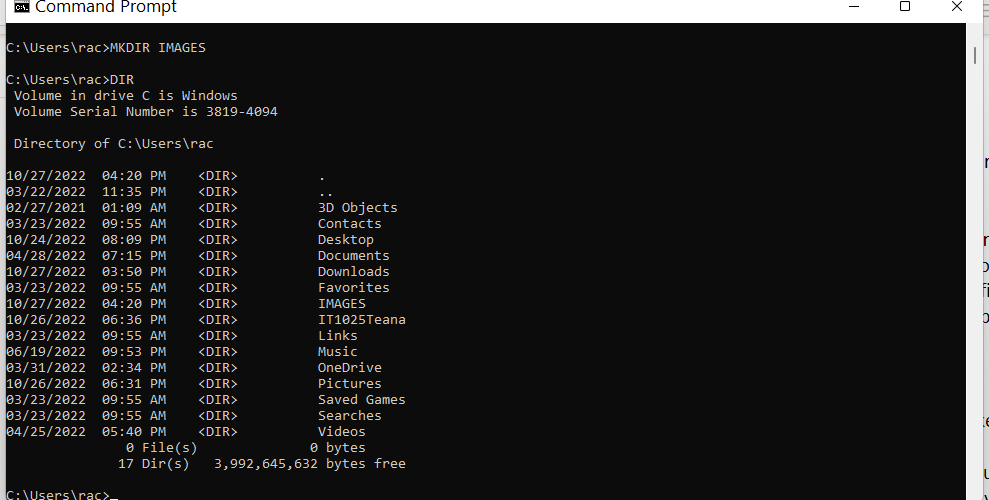 Command Prompt
C:\Users\rac>MKDIR IMAGES
C:\Users\rac>DIR
 Volume in drive C is Windows
 Volume Serial Number is 3819-4094
 Directory of C:\Users\rac
10/27/2022  04:20 PM    <DIR>          .
03/22/2022  11:35 PM    <DIR>          ..
02/27/2021  01:09 AM    <DIR>          3D Objects
03/23/2022  09:55 AM    <DIR>          Contacts
10/24/2022  08:09 PM    <DIR>          Desktop
04/28/2022  07:15 PM    <DIR>          Documents
10/27/2022  03:50 PM    <DIR>          Downloads
03/23/2022  09:55 AM    <DIR>          Favorites
10/27/2022  04:20 PM    <DIR>          IMAGES
10/26/2022  06:36 PM    <DIR>          IT1025Teana
03/23/2022  09:55 AM    <DIR>          Links
06/19/2022  09:53 PM    <DIR>          Music
03/31/2022  02:34 PM    <DIR>          OneDrive
10/26/2022  06:31 PM    <DIR>          Pictures
03/23/2022  09:55 AM    <DIR>          Saved Games
03/23/2022  09:55 AM    <DIR>          Searches
04/25/2022  05:40 PM    <DIR>          Videos
               0 File(s)              0 bytes
              17 Dir(s)   3,992,645,632 bytes free
C:\Users\rac>_